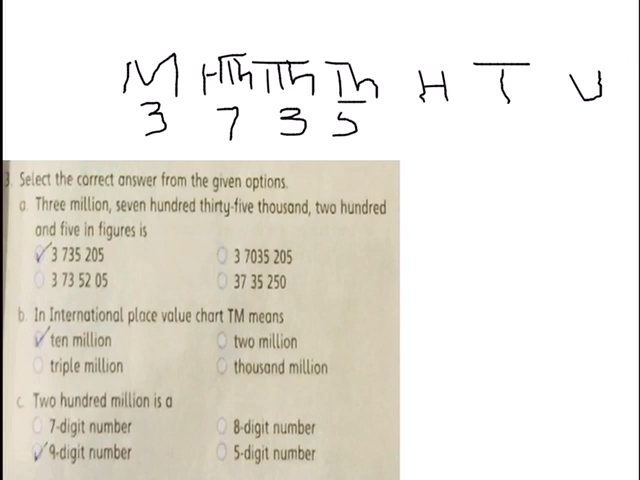 M HTh TTh Th H T U
3 7 3 5
3. Select the correct answer from the given options.
a. Three million, seven hundred thirty-five thousand, two hundred
and five in figures is
3 735 205 3 7035 205
3 73 52 05 37 35 250
b. In International place value chart TM means
ten million two million
triple million thousand million
c. Two hundred million is a
7-digit number 8-digit number
9-digit number 5-digit number